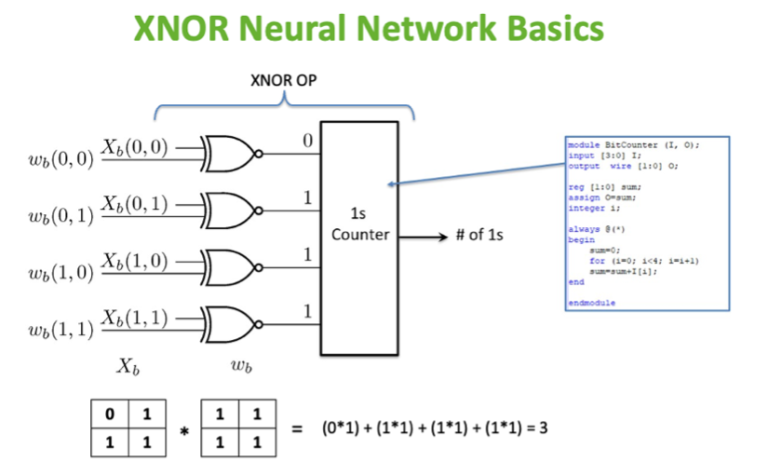 XNOR Neural Network Basics
XNOR OP
w_b(0,0) X_b(0,0) 0
w_b(0,1) X_b(0,1) 1
w_b(1,0) X_b(1,0) 1
w_b(1,1) X_b(1,1) 1
1s
Counter
# of 1s
module BitCounter (I, O);
input [3:0] I;
output wire [1:0] O;
reg [1:0] sum;
assign O=sum;
integer i;
always @(*)
begin
sum=0;
for (i=0; i<4; i=i+1)
sum=sum+I[i];
end
endmodule
X_b w_b
0 1 1 1
1 1 * 1 1 = (0*1) + (1*1) + (1*1) + (1*1) = 3